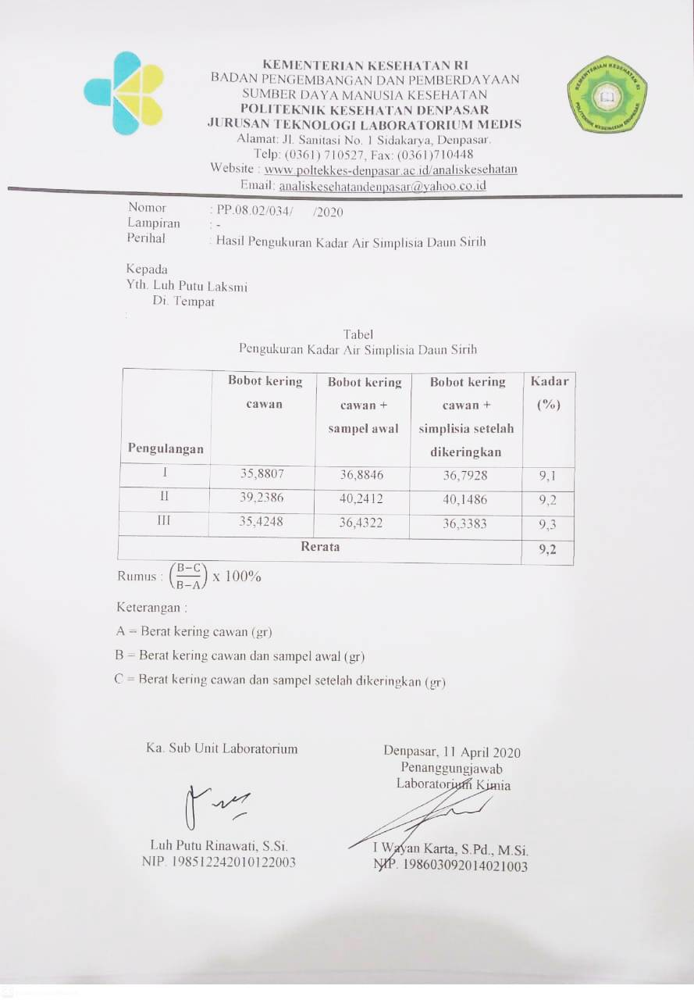 KEMENTERIAN KESEHATAN RI
BADAN PENGEMBANGAN DAN PEMBERDAYAAN
SUMBER DAYA MANUSIA KESEHATAN
POLITEKNIK KESEHATAN DENPASAR
JURUSAN TEKNOLOGI LABORATORIUM MEDIS
Alamat: Jl. Sanitasi No. 1 Sidakarya, Denpasar.
Telp: (0361) 710527, Fax: (0361)710448
Website : www.poltekkes-denpasar.ac.id/analiskesehatan
Email: analiskesehatandenpasar@yahoo.co.id
KEMENTERIAN KESEHATAN RI
POLITEKNIK KESEHATAN DENPASAR
Nomor : PP.08.02/034/ /2020
Lampiran : -
Perihal : Hasil Pengukuran Kadar Air Simplisia Daun Sirih
Kepada
Yth. Luh Putu Laksmi
Di. Tempat
:
Tabel
Pengukuran Kadar Air Simplisia Daun Sirih
Pengulangan | Bobot kering cawan | Bobot kering cawan + sampel awal | Bobot kering cawan + simplisia setelah dikeringkan | Kadar (%)
I | 35,8807 | 36,8846 | 36,7928 | 9,1
II | 39,2386 | 40,2412 | 40,1486 | 9,2
III | 35,4248 | 36,4322 | 36,3383 | 9,3
Rerata | 9,2
Rumus : (B−C/B−A) x 100%
Keterangan :
A = Berat kering cawan (gr)
B = Berat kering cawan dan sampel awal (gr)
C = Berat kering cawan dan sampel setelah dikeringkan (gr)
Ka. Sub Unit Laboratorium
Luh Putu Rinawati, S.Si.
NIP. 198512242010122003
Denpasar, 11 April 2020
Penanggungjawab
Laboratorium Kimia
I Wayan Karta, S.Pd., M.Si.
NIP. 198603092014021003